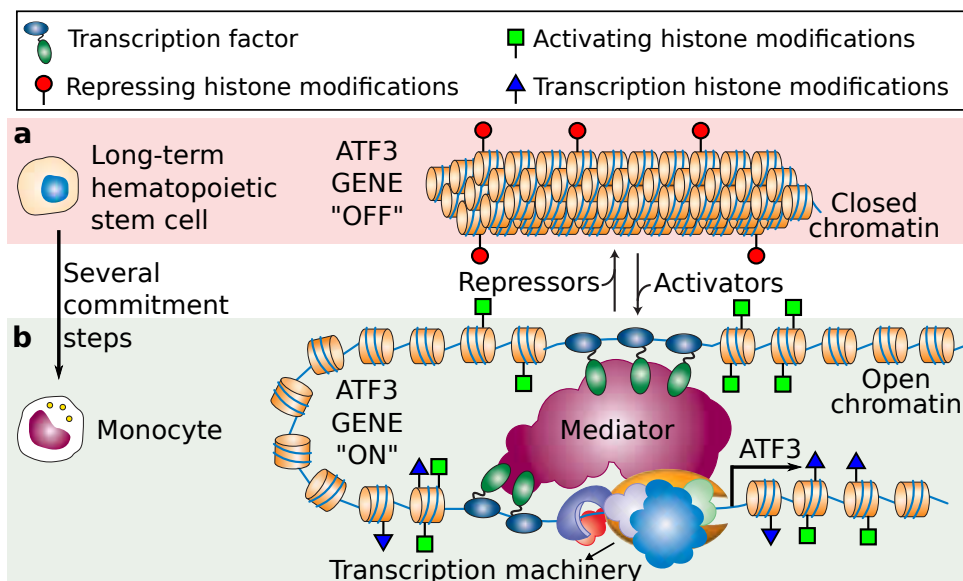 Transcription factor
Activating histone modifications
Repressing histone modifications
Transcription histone modifications
a
Long-term
hematopoietic
stem cell
ATF3
GENE
"OFF"
Closed
chromatin
Several
commitment
steps
Repressors
Activators
b
Monocyte
ATF3
GENE
"ON"
Mediator
Open
chromatin
ATF3
Transcription machinery